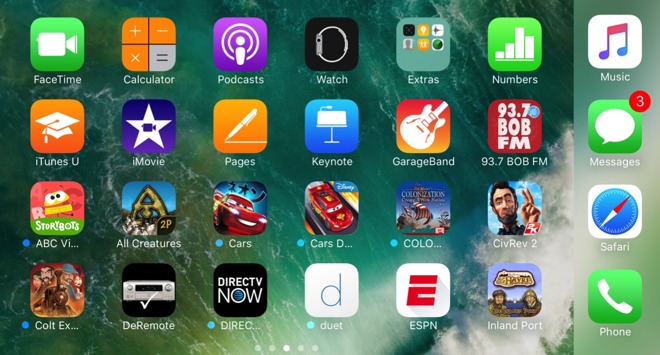 FaceTime
Calculator
Podcasts
Watch
Extras
Numbers
Music
iTunes U
iMovie
Pages
Keynote
GarageBand
93.7
BOB
FM
93.7 BOB FM
3
Messages
STORYBOTS
ABC Vi...
2P
All Creatures
Cars
Disney
Cars D...
COLONIZATION
COLO...
2K
CivRev 2
Safari
Colt Ex...
DeRemote
DIRECTV
NOW
DIREC...
d
duet
E
ESPN
Inland Port
Phone